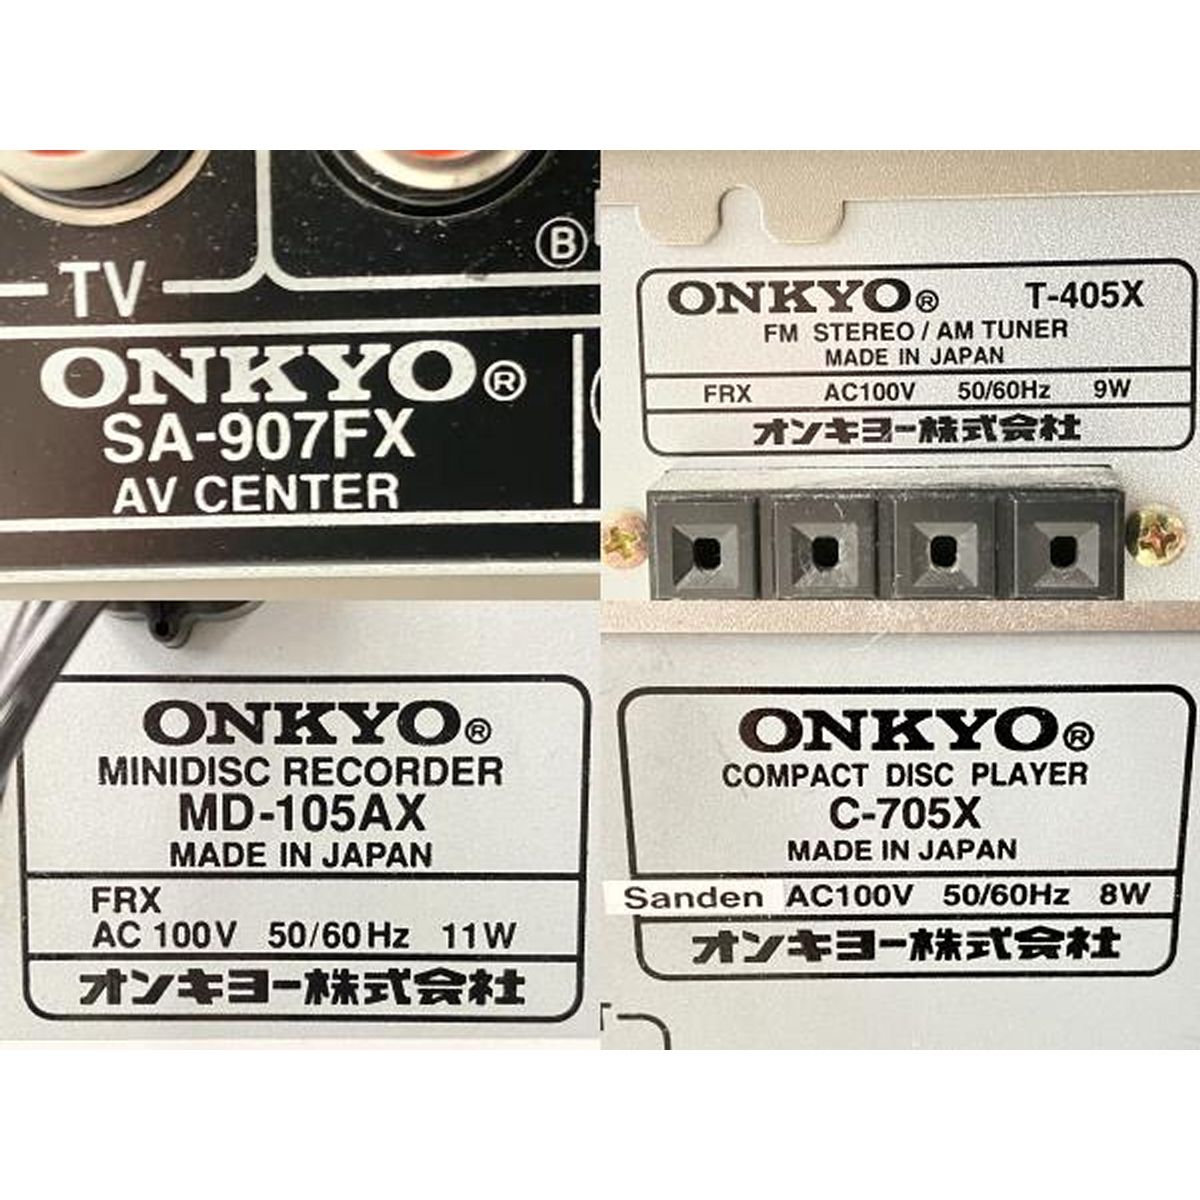 B
TV
ONKYO®
SA-907FX
AV CENTER
ONKYO® T-405X
FM STEREO / AM TUNER
MADE IN JAPAN
FRX AC100V 50/60Hz 9W
オンキヨー株式会社
ONKYO®
MINIDISC RECORDER
MD-105AX
MADE IN JAPAN
FRX
AC 100V 50/60Hz 11W
オンキヨー株式会社
ONKYO®
COMPACT DISC PLAYER
C-705X
MADE IN JAPAN
Sanden AC100V 50/60Hz 8W
オンキヨー株式会社